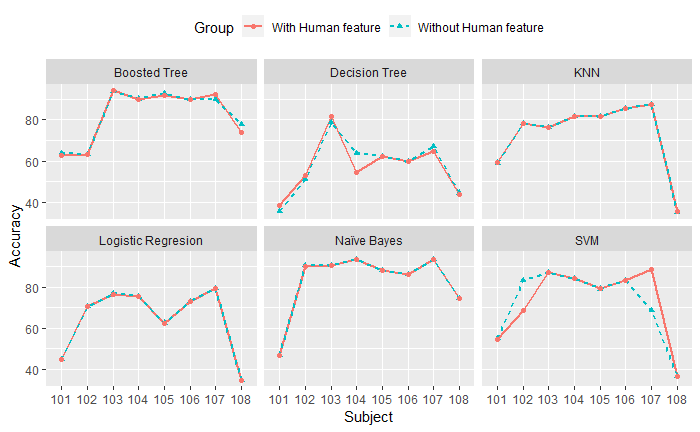 Group With Human feature Without Human feature
Boosted Tree Decision Tree KNN
80
60
40
Logistic Regresion Naïve Bayes SVM
80
40
Accuracy
101 102 103 104 105 106 107 108 101 102 103 104 105 106 107 108 101 102 103 104 105 106 107 108
Subject